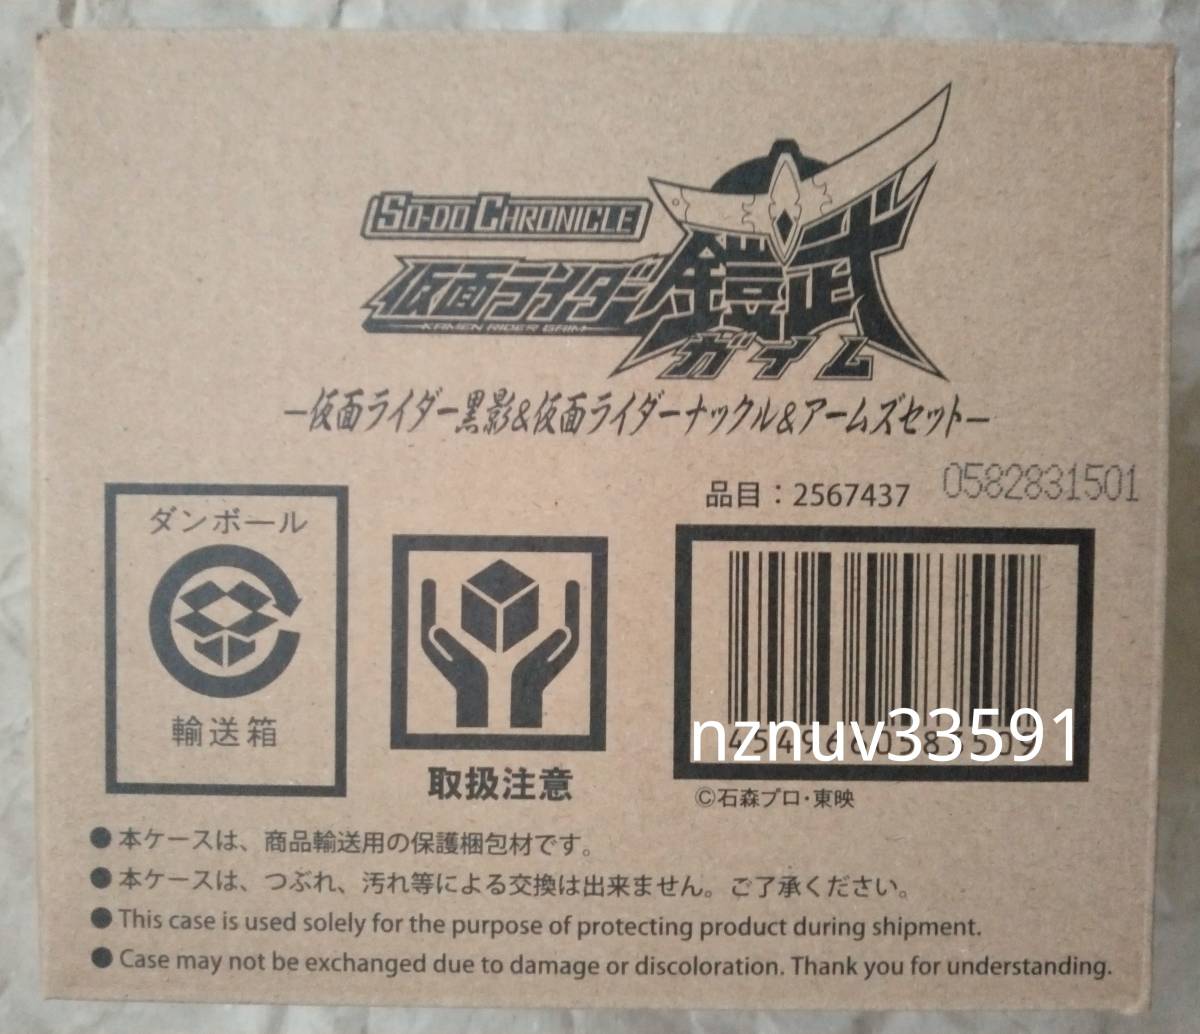 SO-DO CHRONICLE
仮面ライダー鎧武
KAMEN RIDER GAIM
ガイム
―仮面ライダー黒影&仮面ライダーナックル&アームズセット―
品目：2567437
0582831501
ダンボール
輸送箱
取扱注意
nznuv33591
©石森プロ・東映
●本ケースは、商品輸送用の保護梱包材です。
●本ケースは、つぶれ、汚れ等による交換は出来ません。ご了承ください。
●This case is used solely for the purpose of protecting product during shipment.
●Case may not be exchanged due to damage or discoloration. Thank you for understanding.